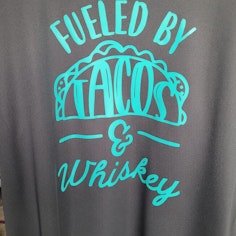 FUELED BY
TACOS
&
Whiskey